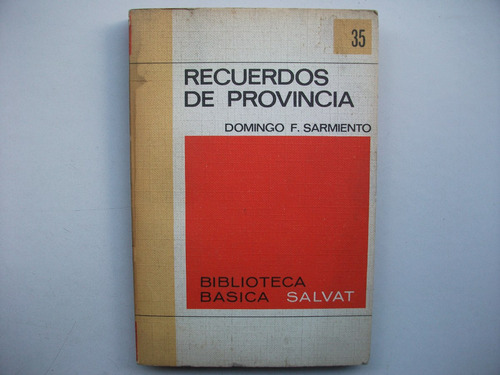 35
RECUERDOS
DE PROVINCIA
DOMINGO F. SARMIENTO
BIBLIOTECA
BASICA SALVAT